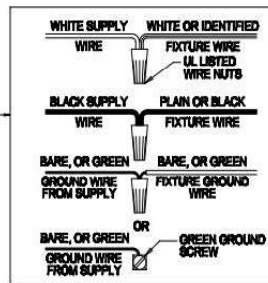 WHITE SUPPLY WHITE OR IDENTIFIED
WIRE FIXTURE WIRE
UL LISTED
WIRE NUTS
BLACK SUPPLY PLAIN OR BLACK
WIRE FIXTURE WIRE
BARE, OR GREEN BARE, OR GREEN
GROUND WIRE FIXTURE GROUND
FROM SUPPLY WIRE
OR
BARE, OR GREEN GREEN GROUND
GROUND WIRE SCREW
FROM SUPPLY